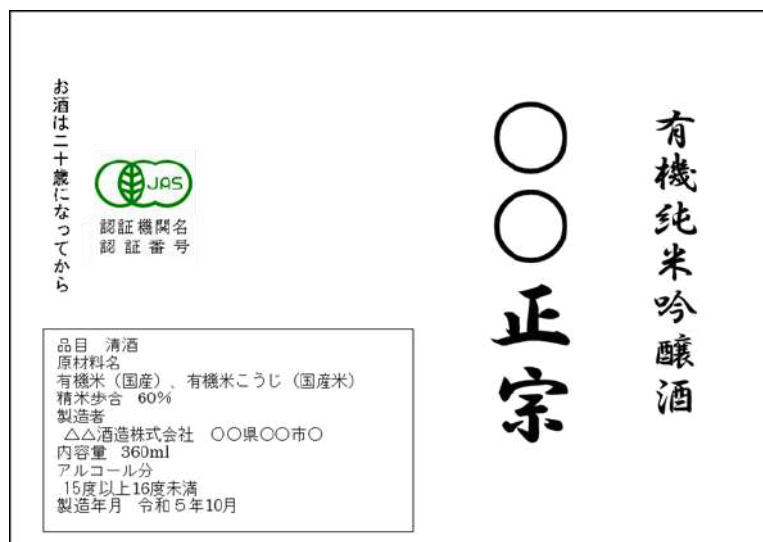 有機純米吟醸酒
〇〇正宗
お酒は二十歳になってから
JAS
認証機関名
認証番号
品目 清酒
原材料名
有機米（国産）、有機米こうじ（国産米）
精米歩合 60%
製造者
△△酒造株式会社 〇〇県〇〇市〇
内容量 360ml
アルコール分
15度以上16度未満
製造年月 令和５年10月